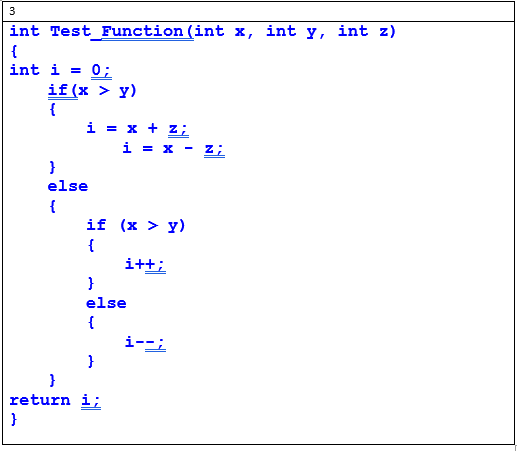 3
int Test_Function(int x, int y, int z)
{
int i = 0;
if(x > y)
{
i = x + z;
i = x - z;
}
else
{
if (x > y)
{
i++;
}
else
{
i--;
}
}
return i;
}